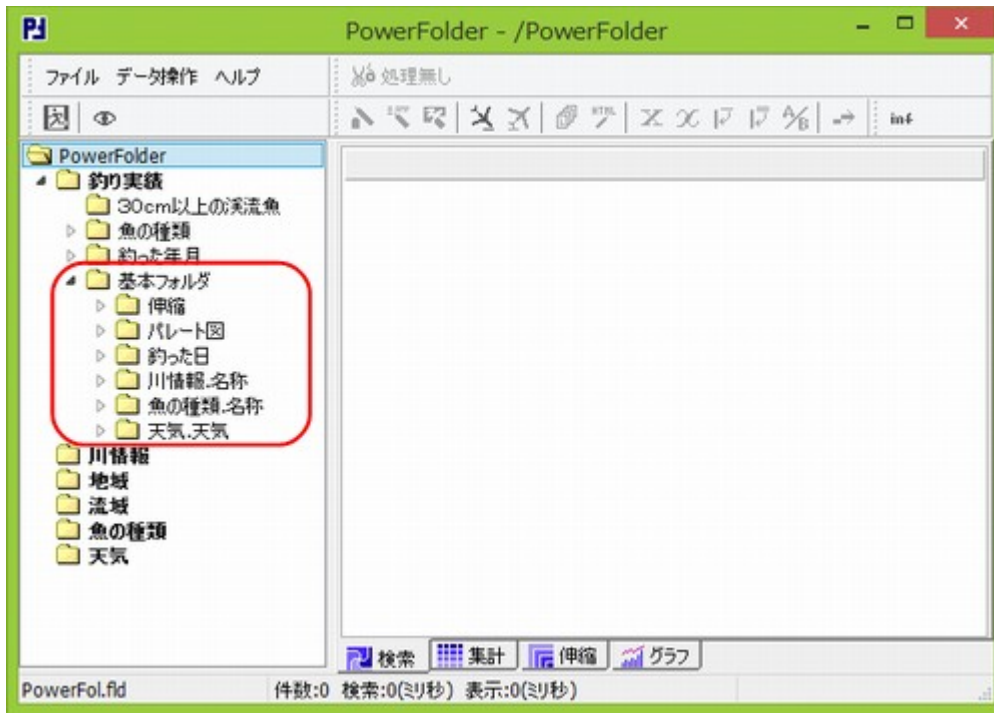 PowerFolder - /PowerFolder
ファイル データ操作 ヘルプ
処理無し
HTML
A/B
inf
PowerFolder
釣り実績
30cm以上の渓流魚
魚の種類
釣った年月
基本フォルダ
伸縮
パレート図
釣った日
川情報.名称
魚の種類.名称
天気.天気
川情報
地域
流域
魚の種類
天気
検索 集計 伸縮 グラフ
PowerFol.fld 件数:0 検索:0(ミリ秒) 表示:0(ミリ秒)